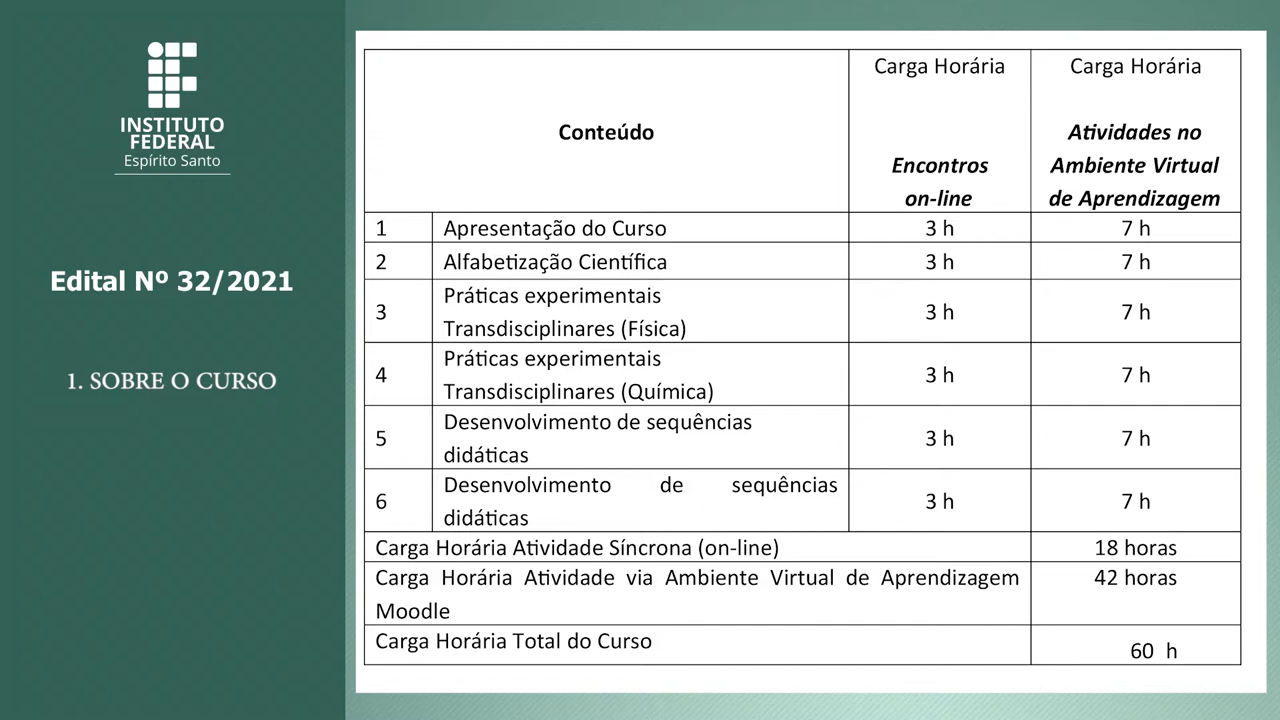 INSTITUTO
FEDERAL
Espírito Santo
Edital Nº 32/2021
1. SOBRE O CURSO
Conteúdo
Carga Horária
Encontros
on-line
Carga Horária
Atividades no
Ambiente Virtual
de Aprendizagem
1 Apresentação do Curso 3 h 7 h
2 Alfabetização Científica 3 h 7 h
3 Práticas experimentais
Transdisciplinares (Física) 3 h 7 h
4 Práticas experimentais
Transdisciplinares (Química) 3 h 7 h
5 Desenvolvimento de sequências
didáticas 3 h 7 h
6 Desenvolvimento de sequências
didáticas 3 h 7 h
Carga Horária Atividade Síncrona (on-line) 18 horas
Carga Horária Atividade via Ambiente Virtual de Aprendizagem 42 horas
Moodle
Carga Horária Total do Curso 60 h